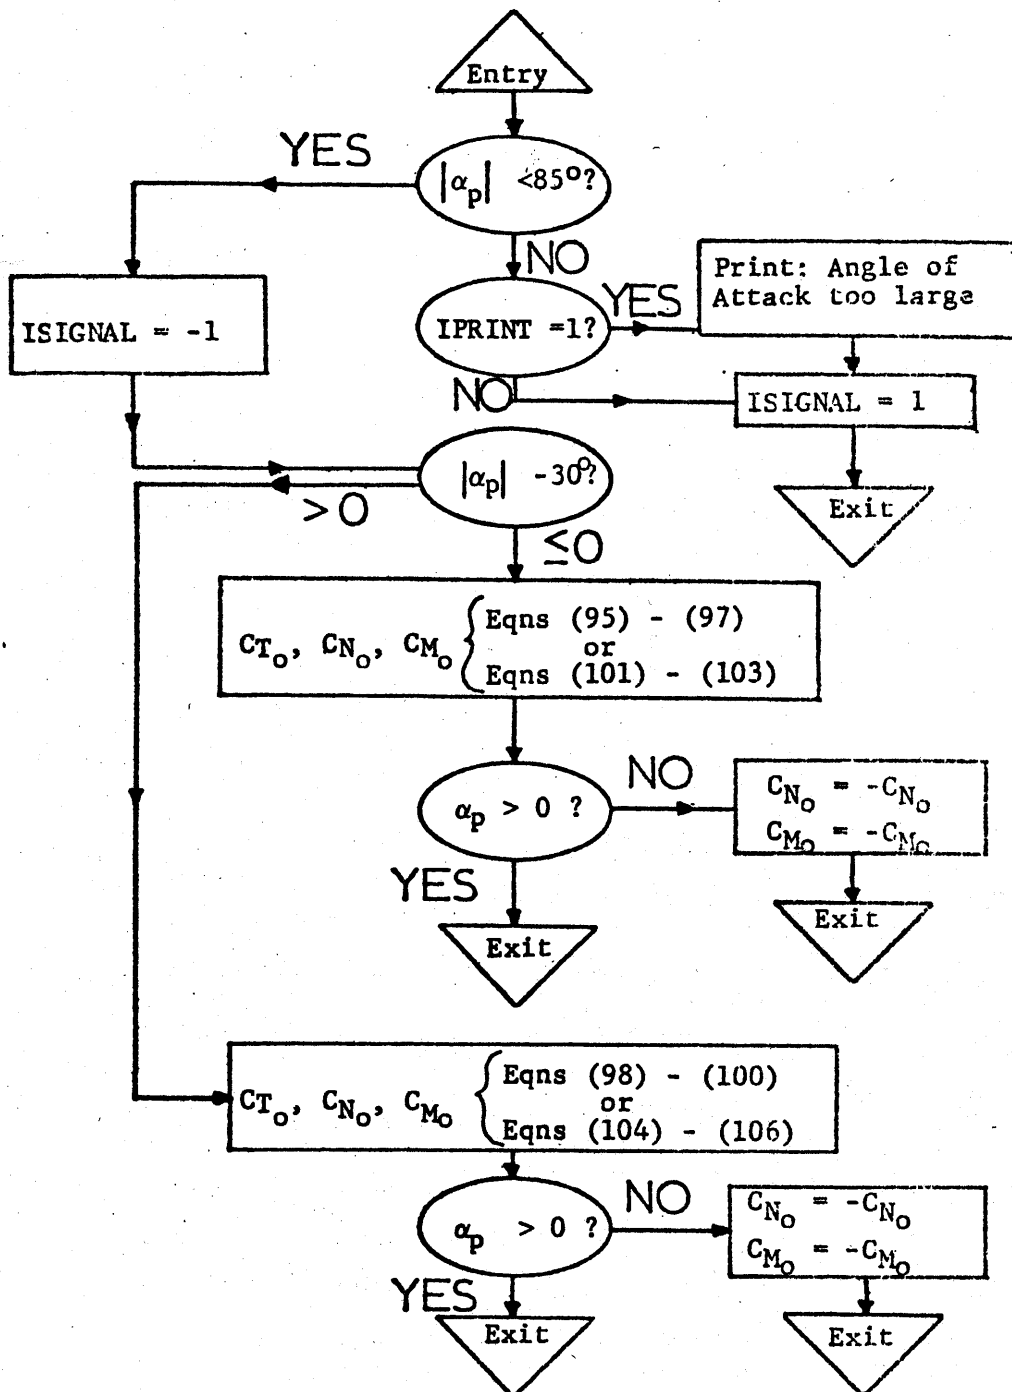 Entry
YES
|αp| <85°?
NO
Print: Angle of
Attack too large
YES
ISIGNAL = -1
IPRINT =1?
NO
ISIGNAL = 1
|αp| -30°?
>0
Exit
≤0
CTo, CNo, CMo { Eqns (95) - (97)
or
Eqns (101) - (103)
αp > 0 ?
NO
CNo = -CNo
CMo = -CMo
YES
Exit
Exit
CTo, CNo, CMo { Eqns (98) - (100)
or
Eqns (104) - (106)
αp > 0 ?
NO
CNo = -CNo
CMo = -CMo
YES
Exit
Exit